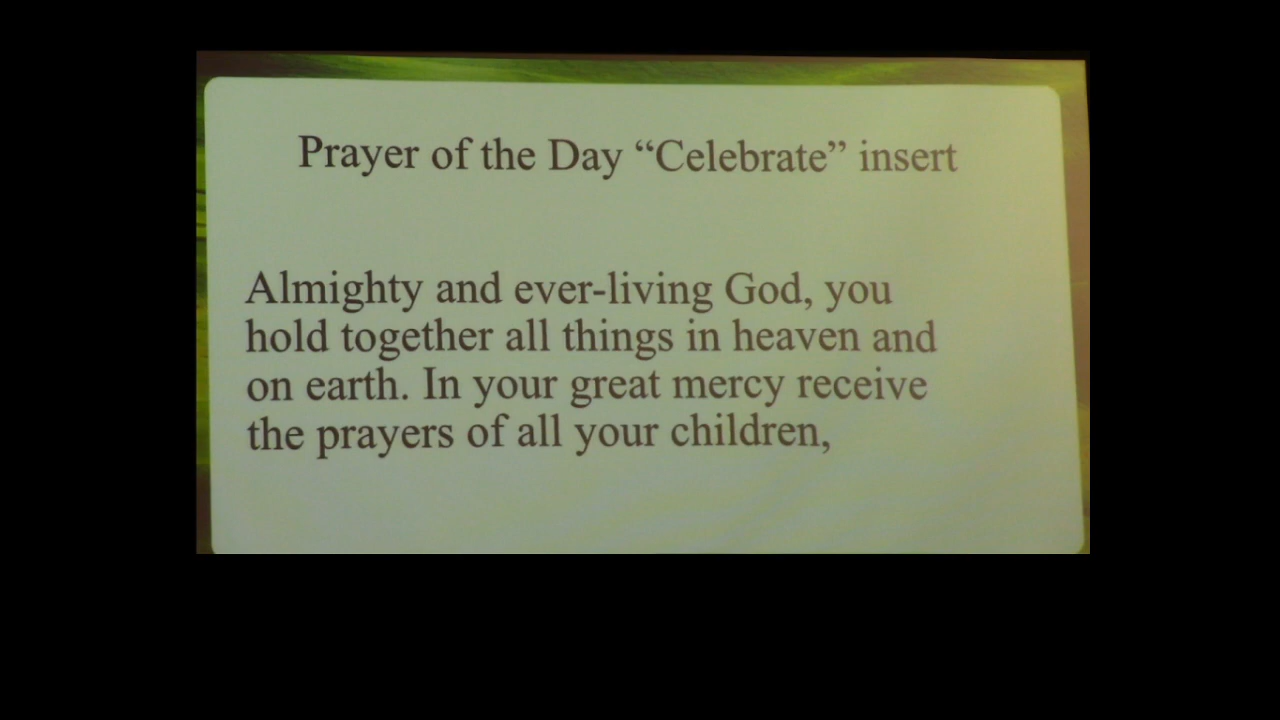 Prayer of the Day “Celebrate” insert
Almighty and ever-living God, you
hold together all things in heaven and
on earth. In your great mercy receive
the prayers of all your children,